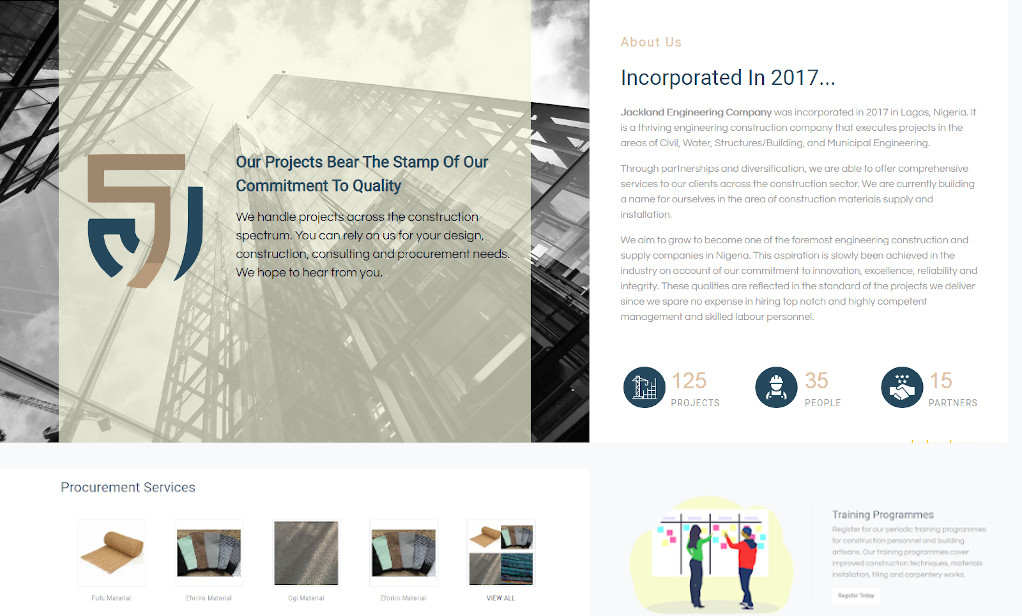 Our Projects Bear The Stamp Of Our
Commitment To Quality
We handle projects across the construction
spectrum. You can rely on us for your design,
construction, consulting and procurement needs.
We hope to hear from you.
About Us
Incorporated In 2017...
Jackland Engineering Company was incorporated in 2017 in Lagos, Nigeria. It
is a thriving engineering construction company that executes projects in the
areas of Civil, Water, Structures/Building, and Municipal Engineering.
Through partnerships and diversification, we are able to offer comprehensive
services to our clients across the construction sector. We are currently building
a name for ourselves in the area of construction materials supply and
installation.
We aim to grow to become one of the foremost engineering construction and
supply companies in Nigeria. This aspiration is slowly been achieved in the
industry on account of our commitment to innovation, excellence, reliability and
integrity. These qualities are reflected in the standard of the projects we deliver
since we spare no expense in hiring top notch and highly competent
management and skilled labour personnel.
125
PROJECTS
35
PEOPLE
15
PARTNERS
Procurement Services
Fufu Material
Eforiro Material
Ogi Material
Eforiro Material
VIEW ALL
Training Programmes
Register for our periodic training programmes
for construction personnel and building
artisans. Our training programmes cover
improved construction techniques, materials
installation, tiling and carpentery works.
Register Today